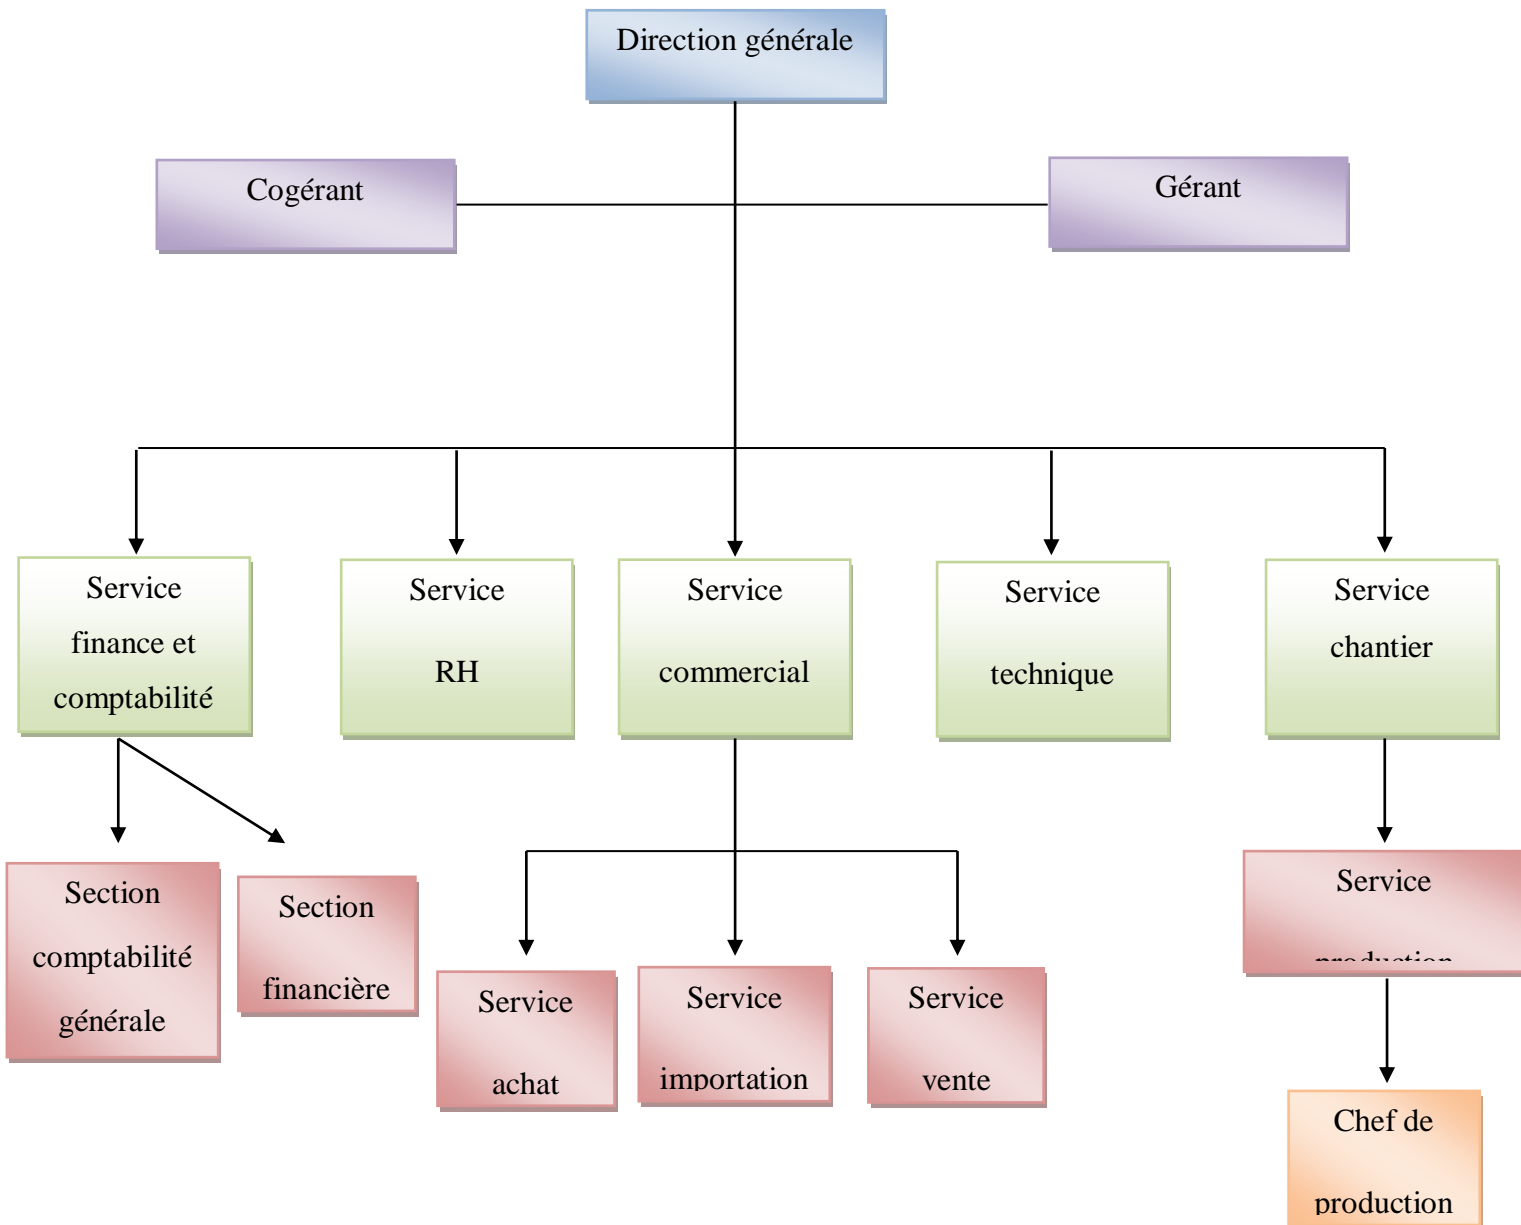 Direction générale
Cogérant
Gérant
Service
finance et
comptabilité
Service
RH
Service
commercial
Service
technique
Service
chantier
Section
comptabilité
générale
Section
financière
Service
achat
Service
importation
Service
vente
Service
production
Chef de
production